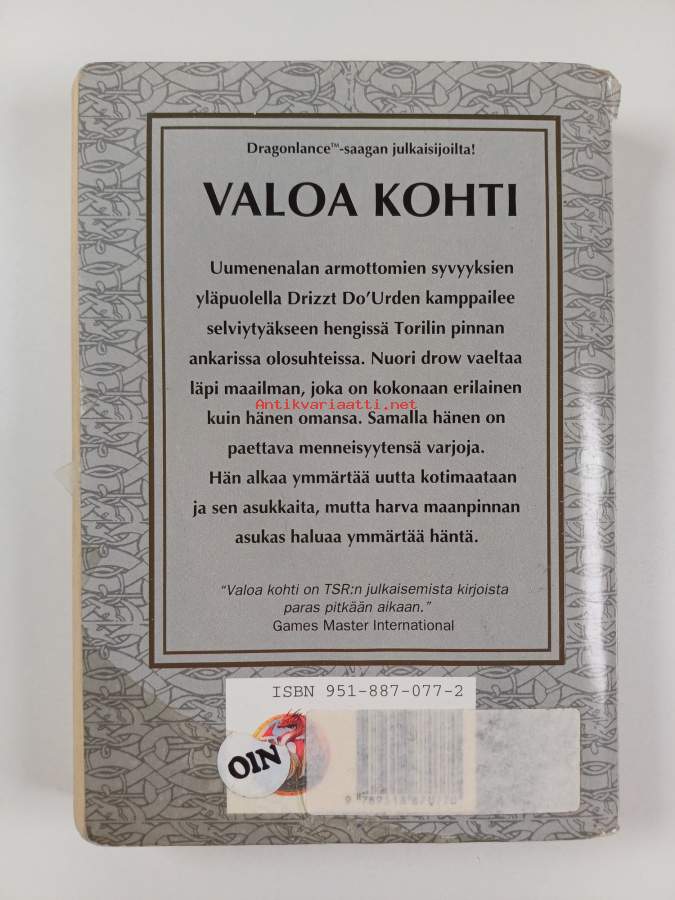 Dragonlance™-saagan julkaisijoilta!
VALOA KOHTI
Uumenenalan armottomien syvyyksien
yläpuolella Drizzt Do'Urden kamppailee
selviytyäkseen hengissä Torilin pinnan
ankarissa olosuhteissa. Nuori drow vaeltaa
läpi maailman, joka on kokonaan erilainen
Antikvariaatti.net
kuin hänen omansa. Samalla hänen on
paettava menneisyytensä varjoja.
Hän alkaa ymmärtää uutta kotimaataan
ja sen asukkaita, mutta harva maanpinnan
asukas haluaa ymmärtää häntä.
"Valoa kohti on TSR:n julkaisemista kirjoista
paras pitkään aikaan."
Games Master International
ISBN 951-887-077-2
OIN